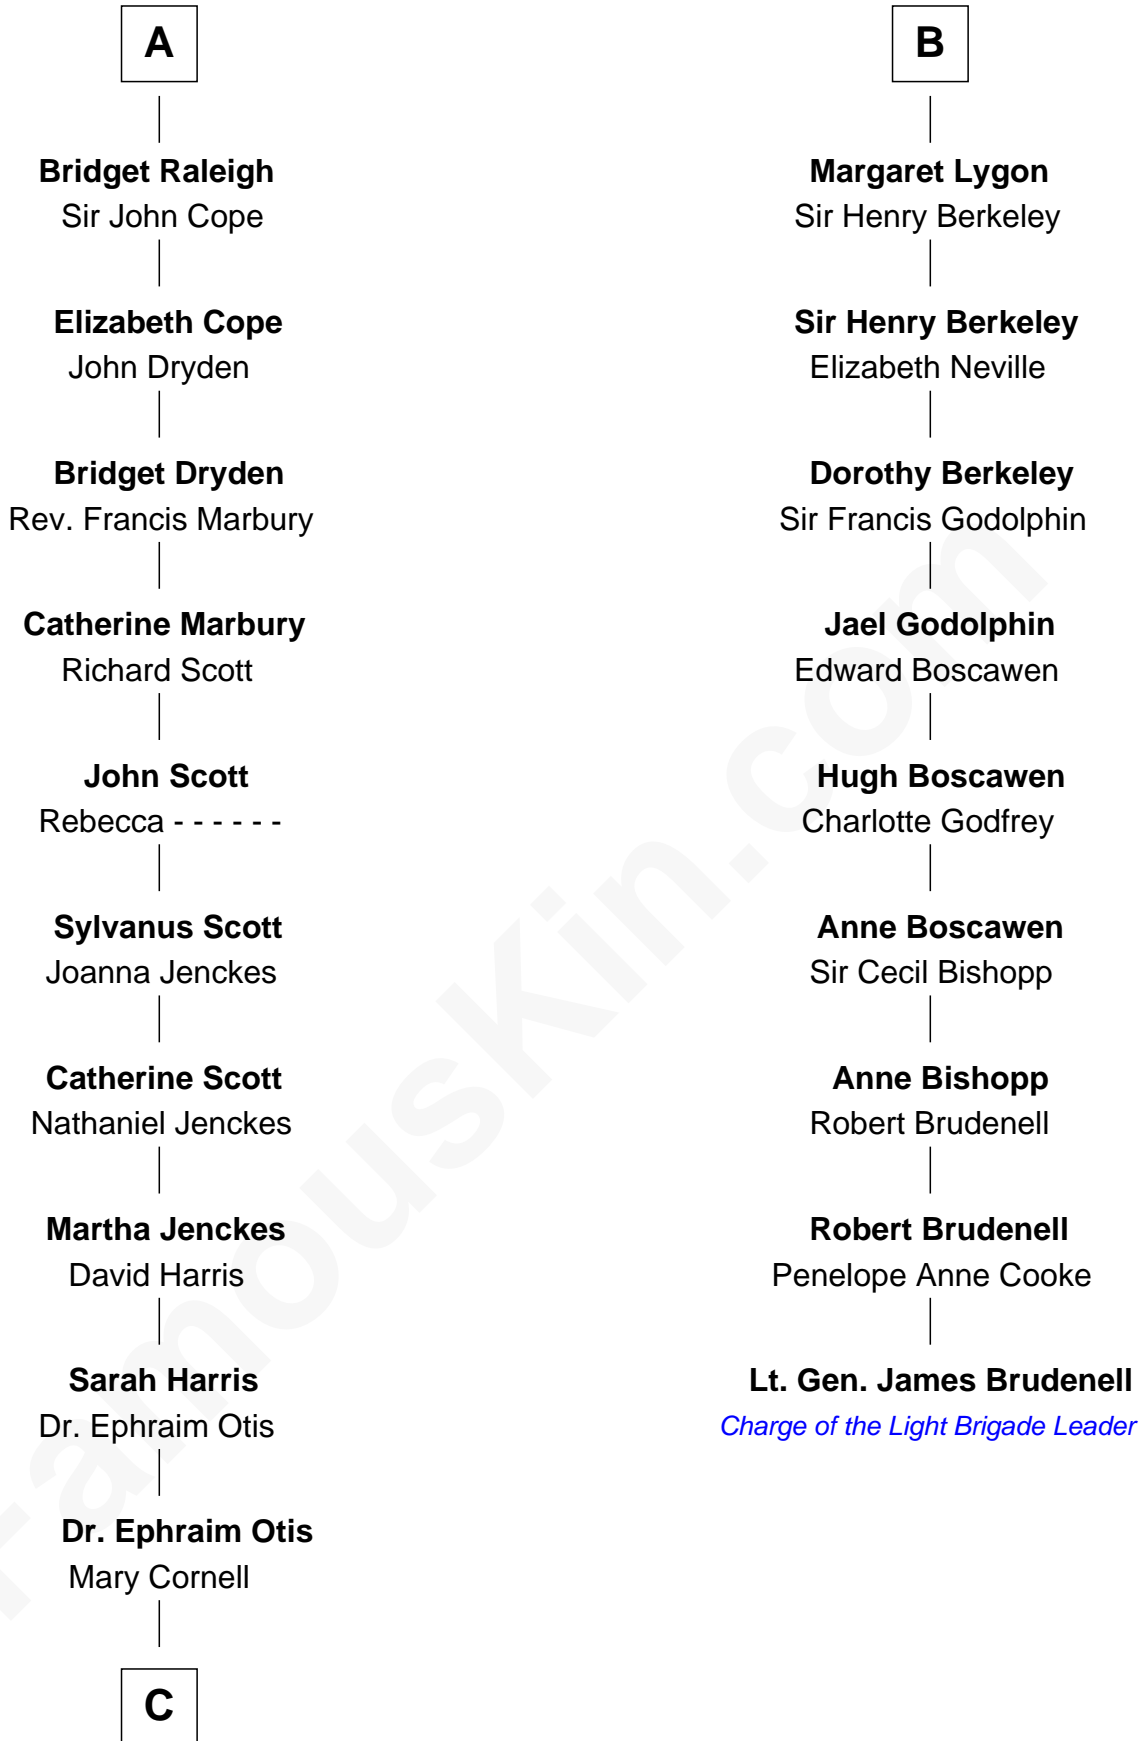 A
Bridget Raleigh
Sir John Cope
Elizabeth Cope
John Dryden
Bridget Dryden
Rev. Francis Marbury
Catherine Marbury
Richard Scott
John Scott
Rebecca - - - - - -
Sylvanus Scott
Joanna Jenckes
Catherine Scott
Nathaniel Jenckes
Martha Jenckes
David Harris
Sarah Harris
Dr. Ephraim Otis
Dr. Ephraim Otis
Mary Cornell
C
B
Margaret Lygon
Sir Henry Berkeley
Sir Henry Berkeley
Elizabeth Neville
Dorothy Berkeley
Sir Francis Godolphin
Jael Godolphin
Edward Boscawen
Hugh Boscawen
Charlotte Godfrey
Anne Boscawen
Sir Cecil Bishopp
Anne Bishopp
Robert Brudenell
Robert Brudenell
Penelope Anne Cooke
Lt. Gen. James Brudenell
Charge of the Light Brigade Leader
FamousKin.com